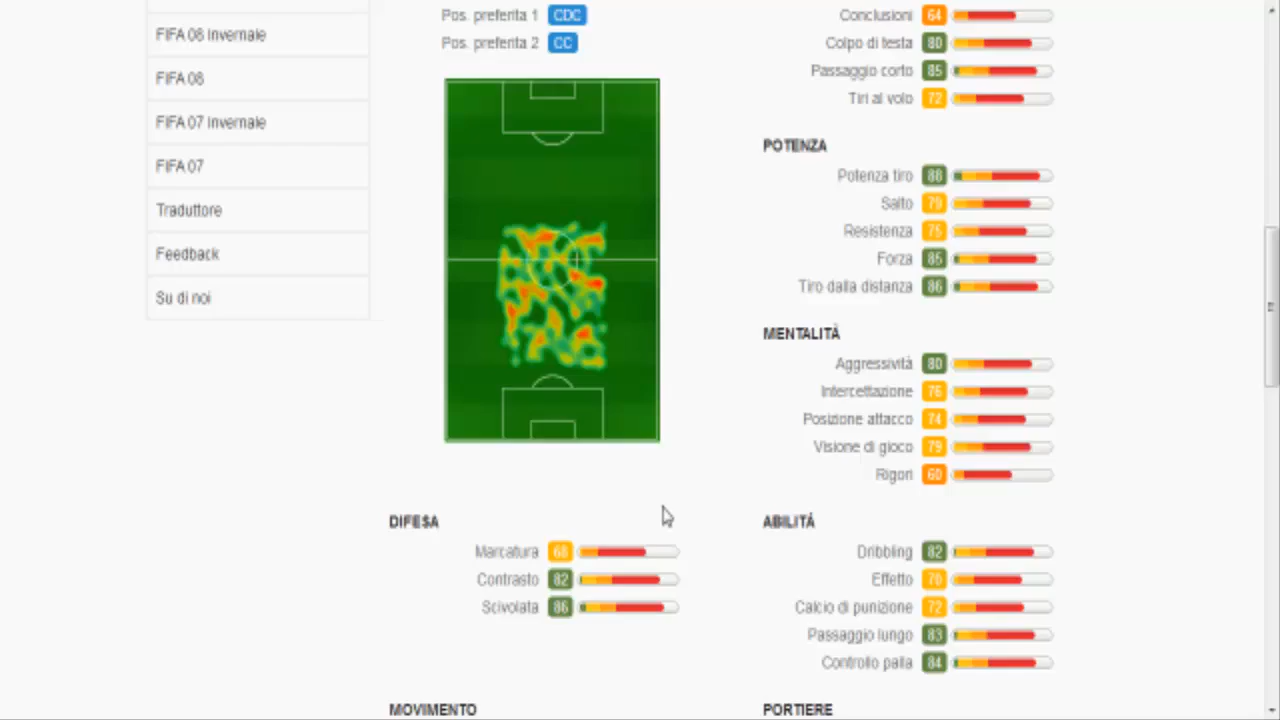 FIFA 08 Invernale
FIFA 08
FIFA 07 Invernale
FIFA 07
Traduttore
Feedback
Su di noi
Pos. preferita 1 CDC
Pos. preferita 2 CC
DIFESA
Marcatura 68
Contrasto 82
Scivolata 86
MOVIMENTO
Conclusioni 64
Colpo di testa 80
Passaggio corto 85
Tiri al volo 72
POTENZA
Potenza tiro 88
Salto 79
Resistenza 75
Forza 85
Tiro dalla distanza 86
MENTALITÀ
Aggressività 80
Intercettazione 76
Posizione attacco 74
Visione di gioco 79
Rigori 60
ABILITÁ
Dribbling 82
Effetto 70
Calcio di punizione 72
Passaggio lungo 83
Controllo palla 84
PORTIERE